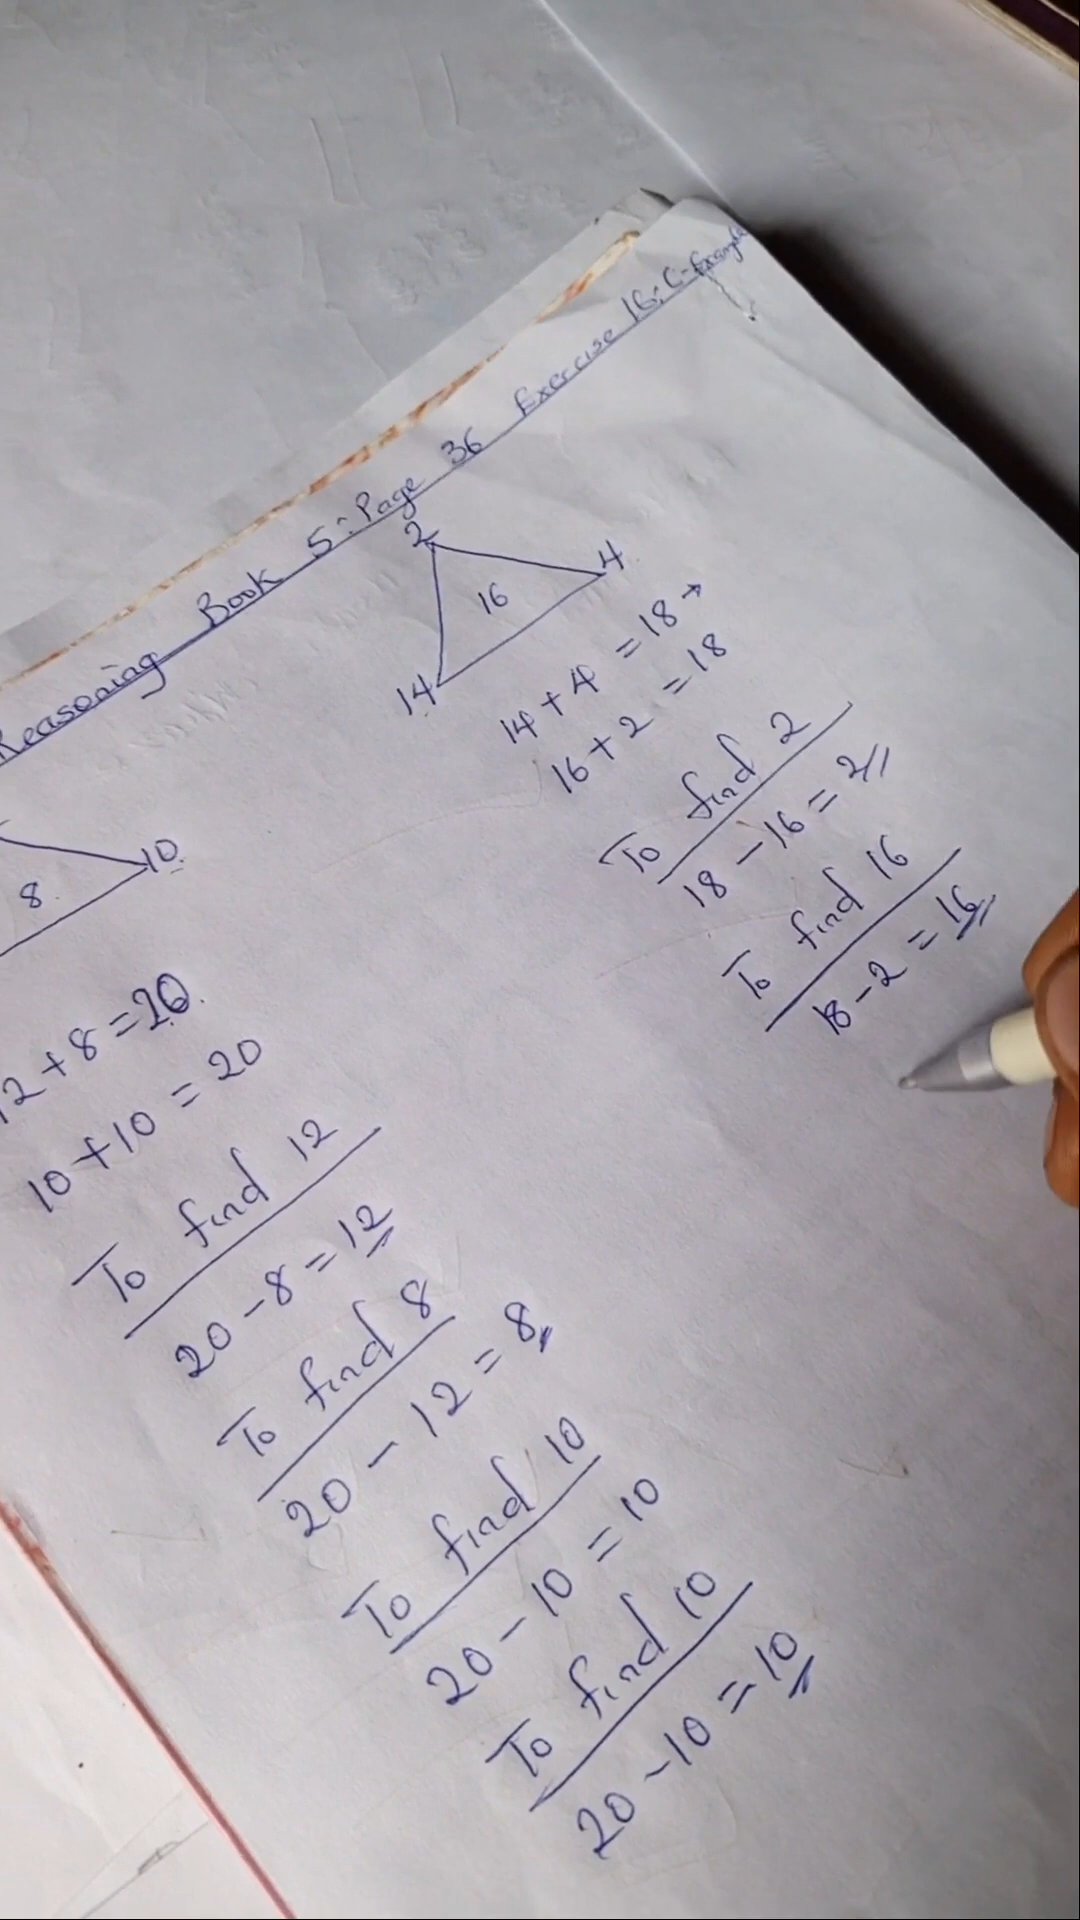 Reasoning Book 5: Page 36 Exercise 16: C-Example
2
4
16
14
14 + 4 = 18
16 + 2 = 18
To find 2
18 - 16 = 2
To find 16
18 - 2 = 16
10
8
12 + 8 = 20
10 + 10 = 20
To find 12
20 - 8 = 12
To find 8
20 - 12 = 8
To find 10
20 - 10 = 10
To find 10
20 - 10 = 10